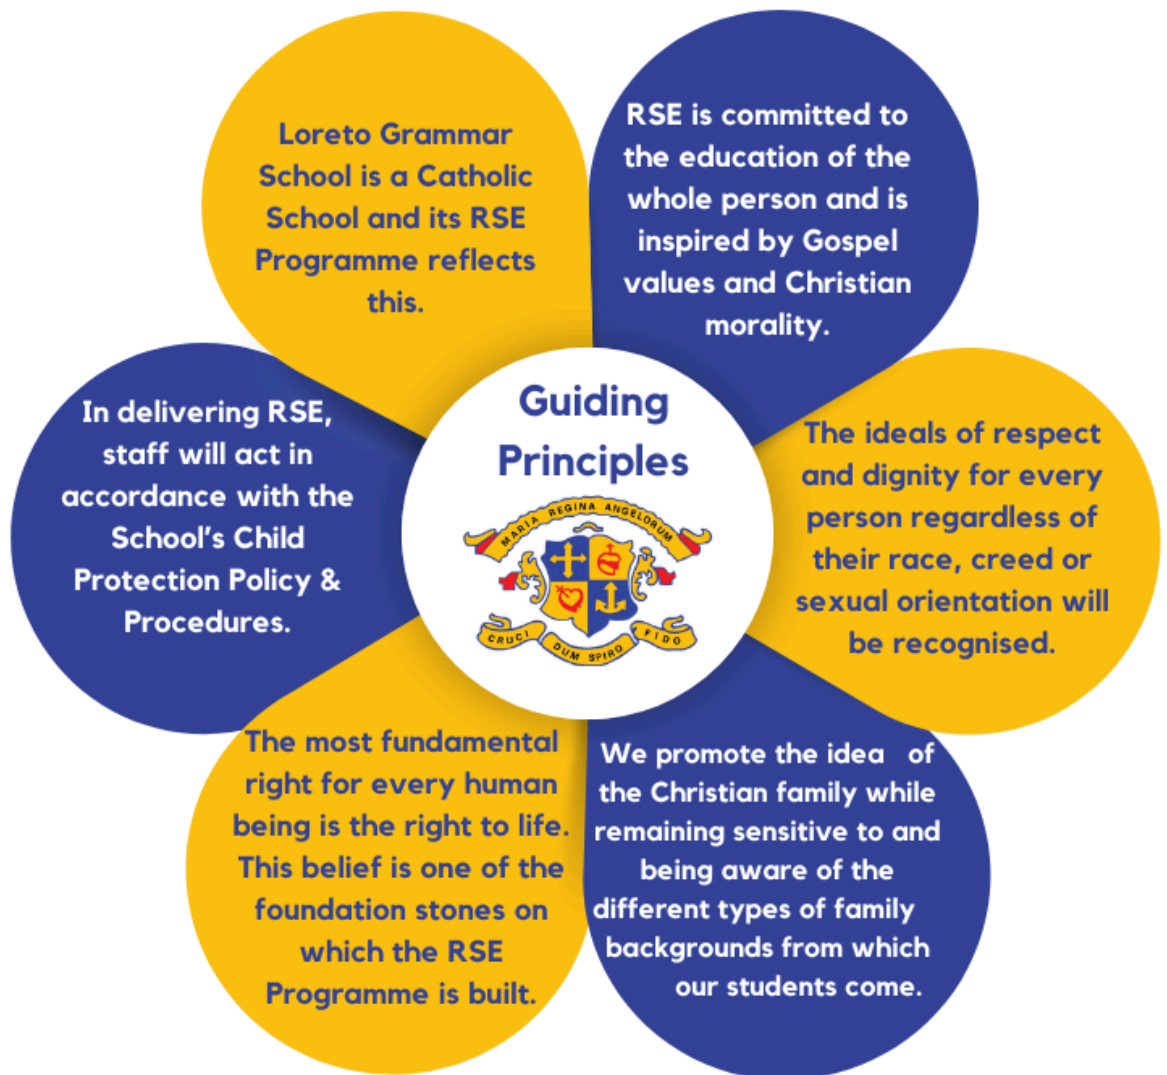 Guiding
Principles
MARIA REGINA ANGELORUM
CRUCI
DUM SPIRO
FIDO
Loreto Grammar
School is a Catholic
School and its RSE
Programme reflects
this.
RSE is committed to
the education of the
whole person and is
inspired by Gospel
values and Christian
morality.
The ideals of respect
and dignity for every
person regardless of
their race, creed or
sexual orientation will
be recognised.
We promote the idea of
the Christian family while
remaining sensitive to and
being aware of the
different types of family
backgrounds from which
our students come.
The most fundamental
right for every human
being is the right to life.
This belief is one of the
foundation stones on
which the RSE
Programme is built.
In delivering RSE,
staff will act in
accordance with the
School's Child
Protection Policy &
Procedures.